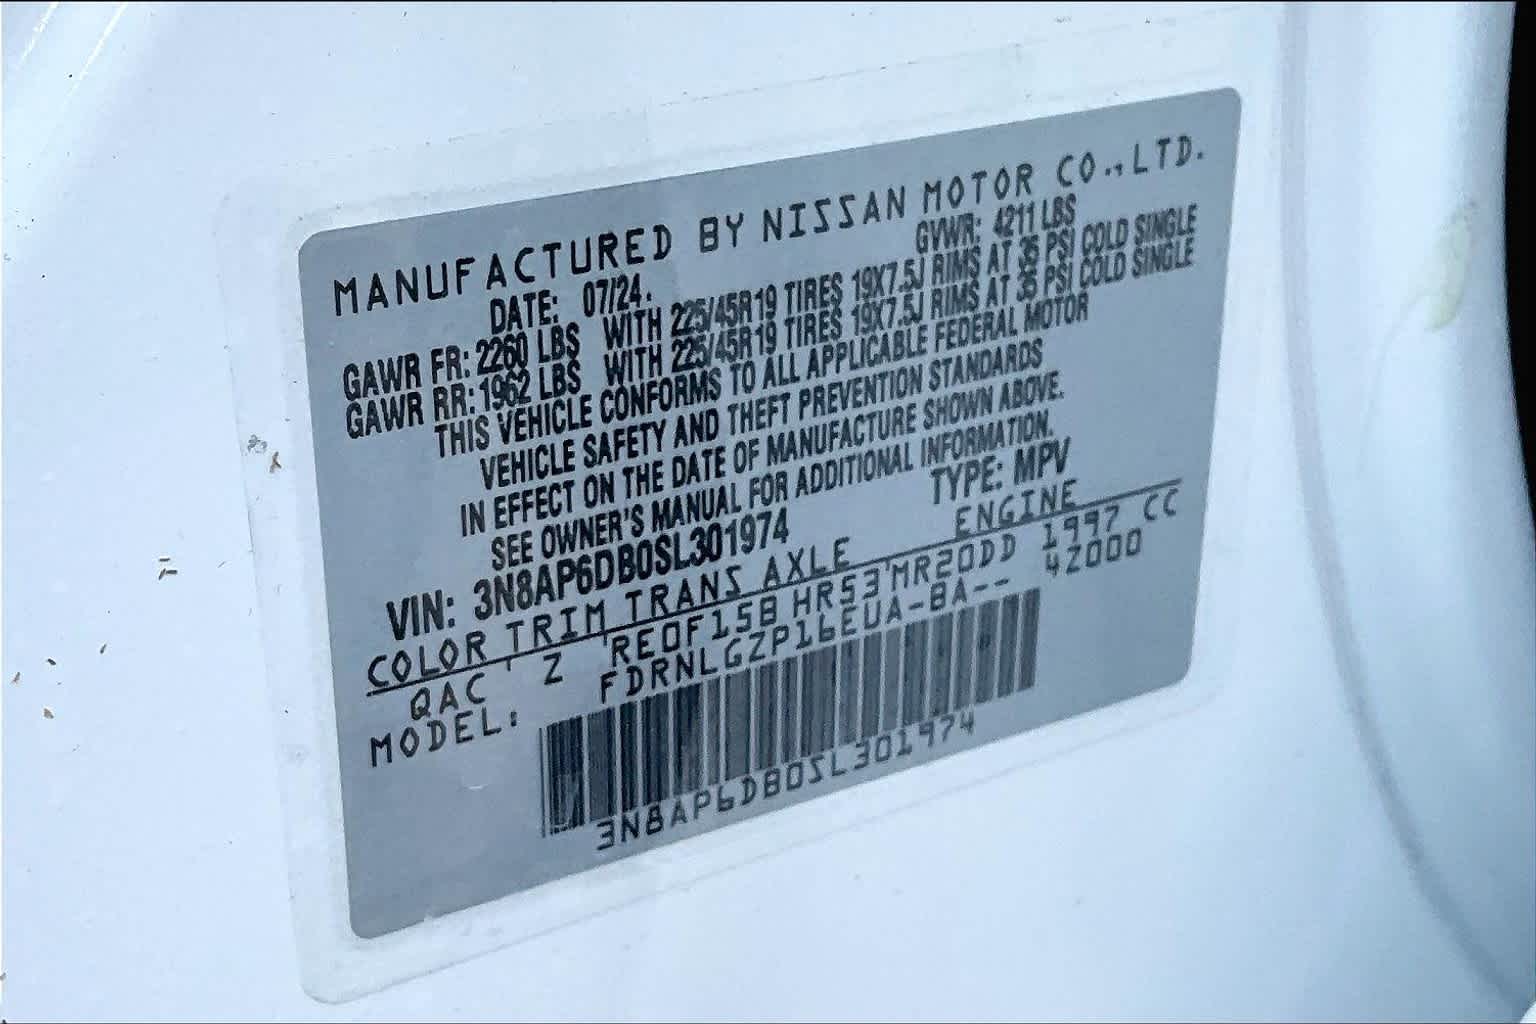 MANUFACTURED BY NISSAN MOTOR CO.,LTD.
DATE: 07/24. GVWR: 4211 LBS
GAWR FR: 2260 LBS WITH 225/45R19 TIRES 19X7.5J RIMS AT 35 PSI COLD SINGLE
GAWR RR: 1962 LBS WITH 225/45R19 TIRES 19X7.5J RIMS AT 35 PSI COLD SINGLE
THIS VEHICLE CONFORMS TO ALL APPLICABLE FEDERAL MOTOR
VEHICLE SAFETY AND THEFT PREVENTION STANDARDS
IN EFFECT ON THE DATE OF MANUFACTURE SHOWN ABOVE.
SEE OWNER'S MANUAL FOR ADDITIONAL INFORMATION.
VIN: 3N8AP6DB0SL301974 TYPE: MPV
COLOR TRIM TRANS AXLE ENGINE
QAC Z RE0F15B HR53 MR20DD 1997 CC
MODEL: FDRNLGZP16EUA-BA-- 4Z000
3N8AP6DB0SL301974